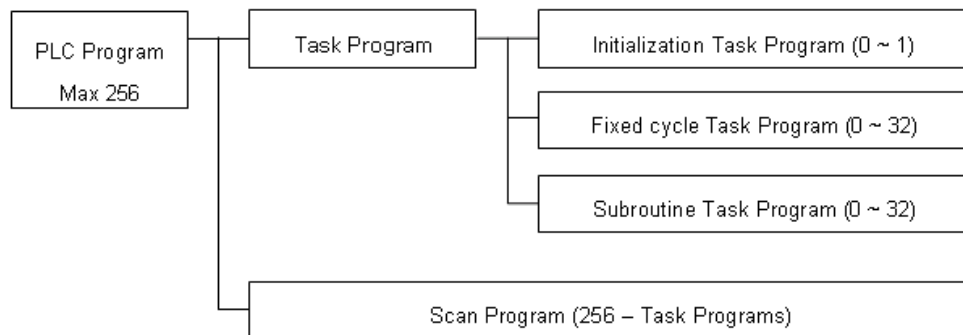 PLC Program
Max 256
Task Program
Initialization Task Program (0 ~ 1)
Fixed cycle Task Program (0 ~ 32)
Subroutine Task Program (0 ~ 32)
Scan Program (256 – Task Programs)